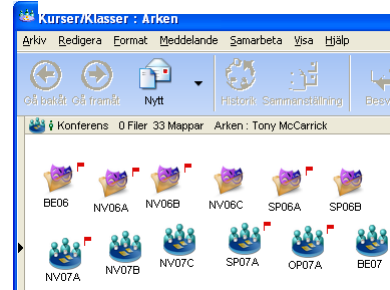 Kurser/Klasser : Arken
Arkiv Redigera Format Meddelande Samarbeta Visa Hjälp
Gå bakåt Gå framåt Nytt Historik Sammanställning
Konferens 0 Filer 33 Mappar Arken : Tony McCarrick
BE06 NV06A NV06B NV06C SP06A SP06B
NV07A NV07B NV07C SP07A OP07A BE07